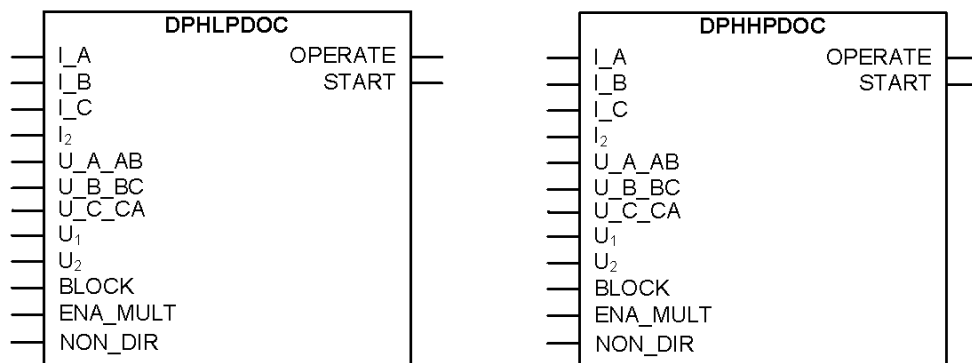 DPHLPDOC
I_A OPERATE
I_B START
I_C
I₂
U_A_AB
U_B_BC
U_C_CA
U₁
U₂
BLOCK
ENA_MULT
NON_DIR
DPHHPDOC
I_A OPERATE
I_B START
I_C
I₂
U_A_AB
U_B_BC
U_C_CA
U₁
U₂
BLOCK
ENA_MULT
NON_DIR